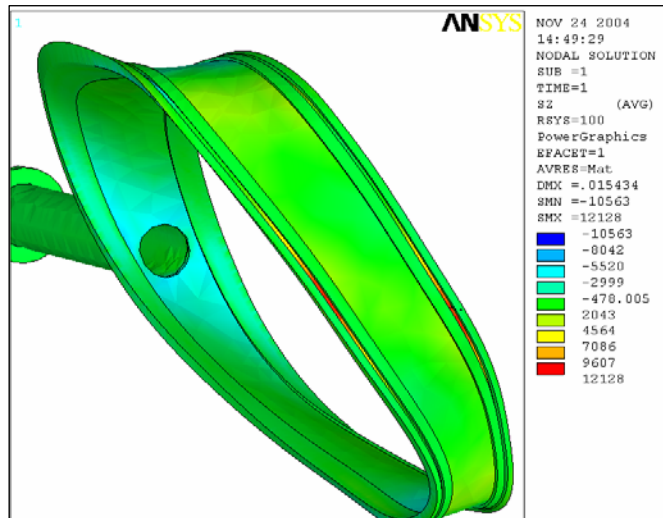 1
ANSYS
NOV 24 2004
14:49:29
NODAL SOLUTION
SUB =1
TIME=1
SZ (AVG)
RSYS=100
PowerGraphics
EFACET=1
AVRES=Mat
DMX =.015434
SMN =-10563
SMX =12128
-10563
-8042
-5520
-2999
-478.005
2043
4564
7086
9607
12128